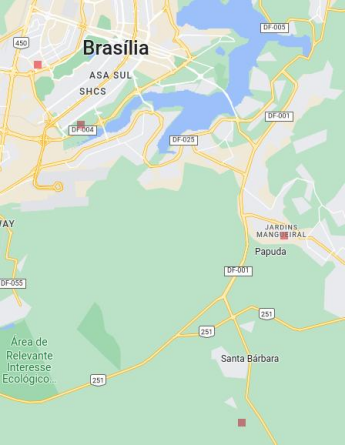 DF-005
450
Brasília
ASA SUL
SHCS
DF-001
DF-004
DF-025
WAY
JARDINS
MANGUEIRAL
Papuda
DF-001
DF-055
251
251
Área de
Relevante
Interesse
Ecológico...
Santa Bárbara
251